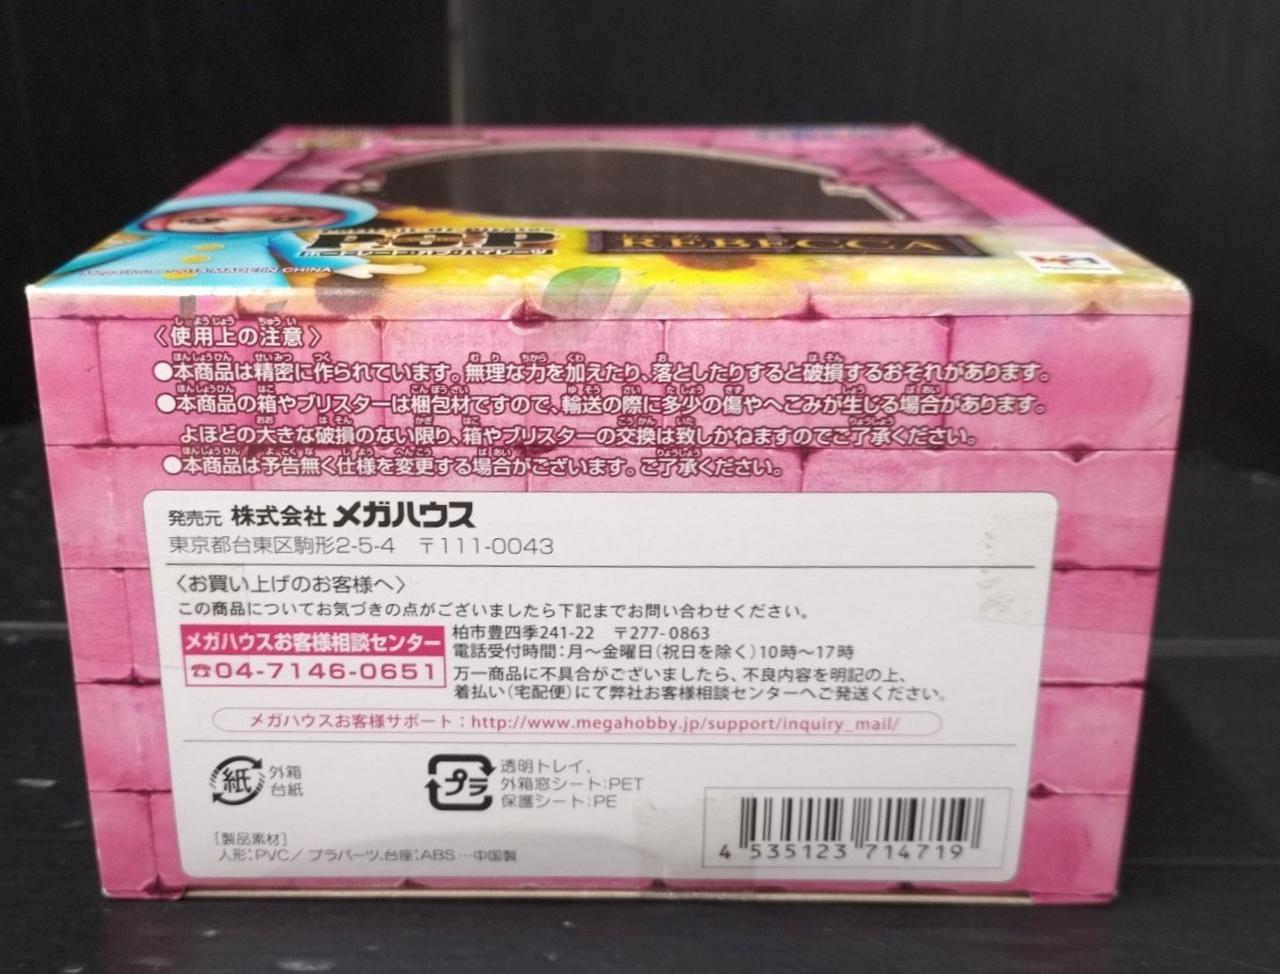 P.O.P
ポートレート・オブ・パイレーツ
REBECCA
MADE IN CHINA
〈使用上の注意〉
●本商品は精密に作られています。無理な力を加えたり、落としたりすると破損するおそれがあります。
●本商品の箱やブリスターは梱包材ですので、輸送の際に多少の傷やへこみが生じる場合があります。
よほどの大きな破損のない限り、箱やブリスターの交換は致しかねますのでご了承ください。
●本商品は予告無く仕様を変更する場合がございます。ご了承ください。
発売元 株式会社 メガハウス
東京都台東区駒形2-5-4 〒111-0043
〈お買い上げのお客様へ〉
この商品についてお気づきの点がございましたら下記までお問い合わせください。
メガハウスお客様相談センター
☎04-7146-0651
柏市豊四季241-22 〒277-0863
電話受付時間:月〜金曜日(祝日を除く)10時〜17時
万一商品に不具合がございましたら、不良内容を明記の上、
着払い(宅配便)にて弊社お客様相談センターへご発送ください。
メガハウスお客様サポート:http://www.megahobby.jp/support/inquiry_mail/
紙
外箱
台紙
プラ
透明トレイ、
外箱窓シート:PET
保護シート:PE
[製品素材]
人形:PVC/プラパーツ、台座:ABS…中国製
4 535123 714719